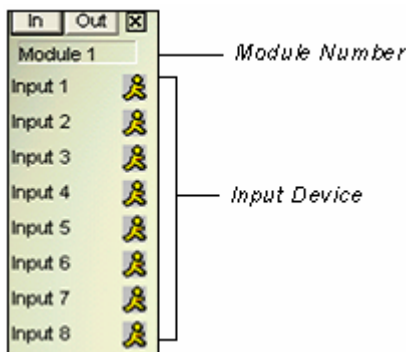 In Out
Module 1 Module Number
Input 1
Input 2
Input 3
Input 4
Input 5 Input Device
Input 6
Input 7
Input 8